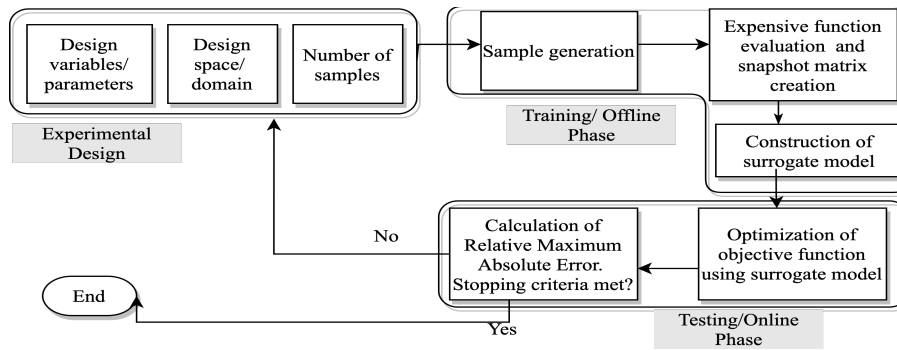 Design
variables/
parameters
Design
space/
domain
Number of
samples
Experimental
Design
Sample generation
Training/ Offline
Phase
Expensive function
evaluation and
snapshot matrix
creation
Construction of
surrogate model
Optimization of
objective function
using surrogate model
Testing/Online
Phase
Calculation of
Relative Maximum
Absolute Error.
Stopping criteria met?
No
Yes
End